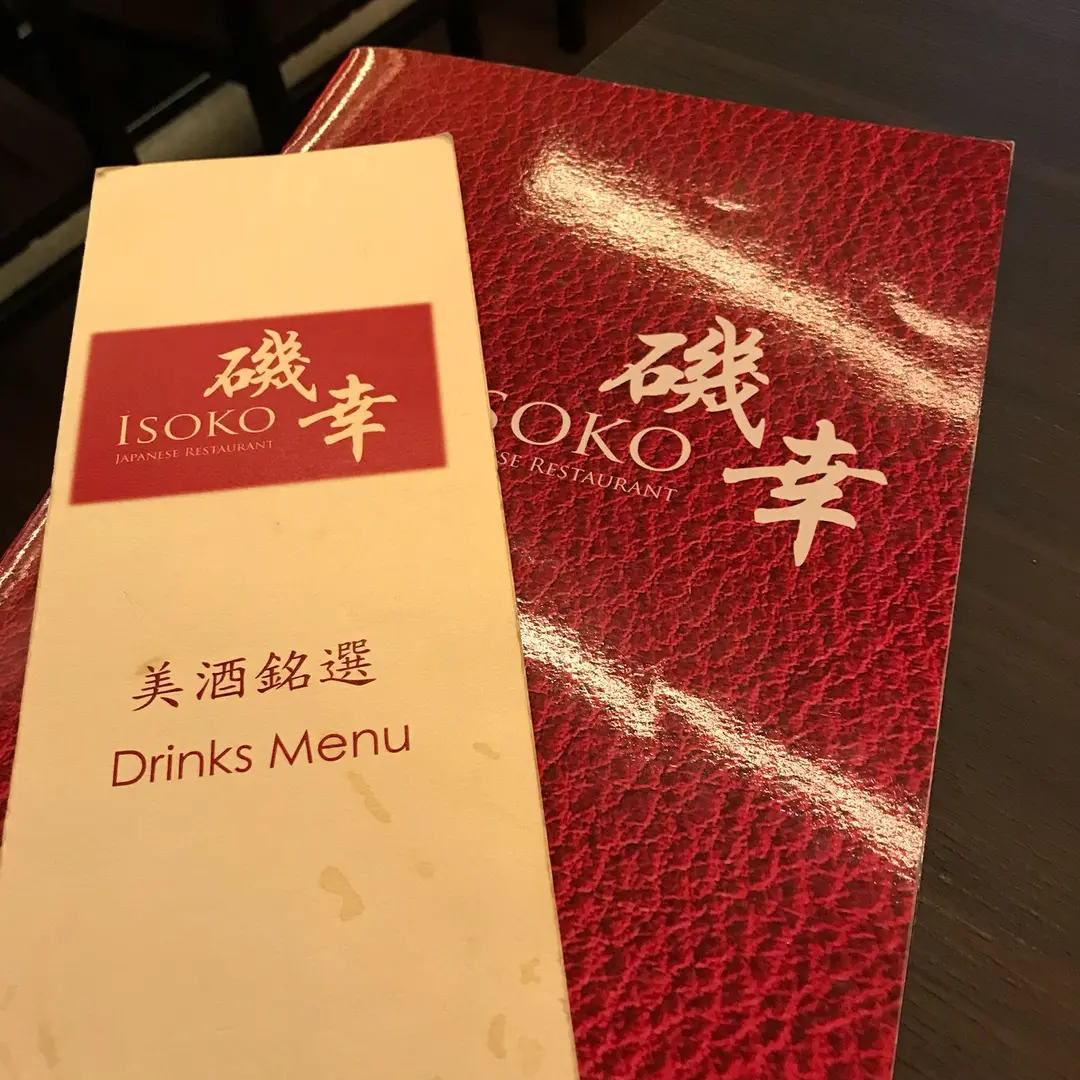 磯幸
ISOKO
JAPANESE RESTAURANT
美酒銘選
Drinks Menu
磯幸
SOKO
SE RESTAURANT